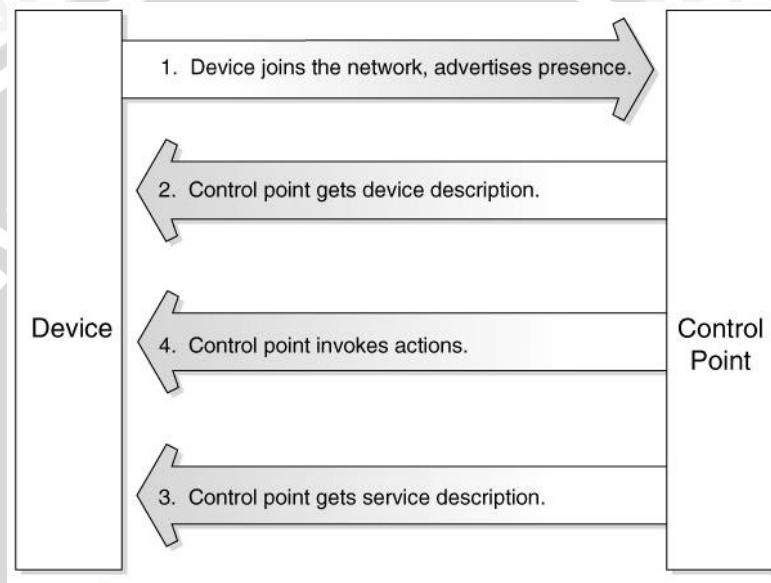 1. Device joins the network, advertises presence.
2. Control point gets device description.
Device
4. Control point invokes actions.
Control
Point
3. Control point gets service description.